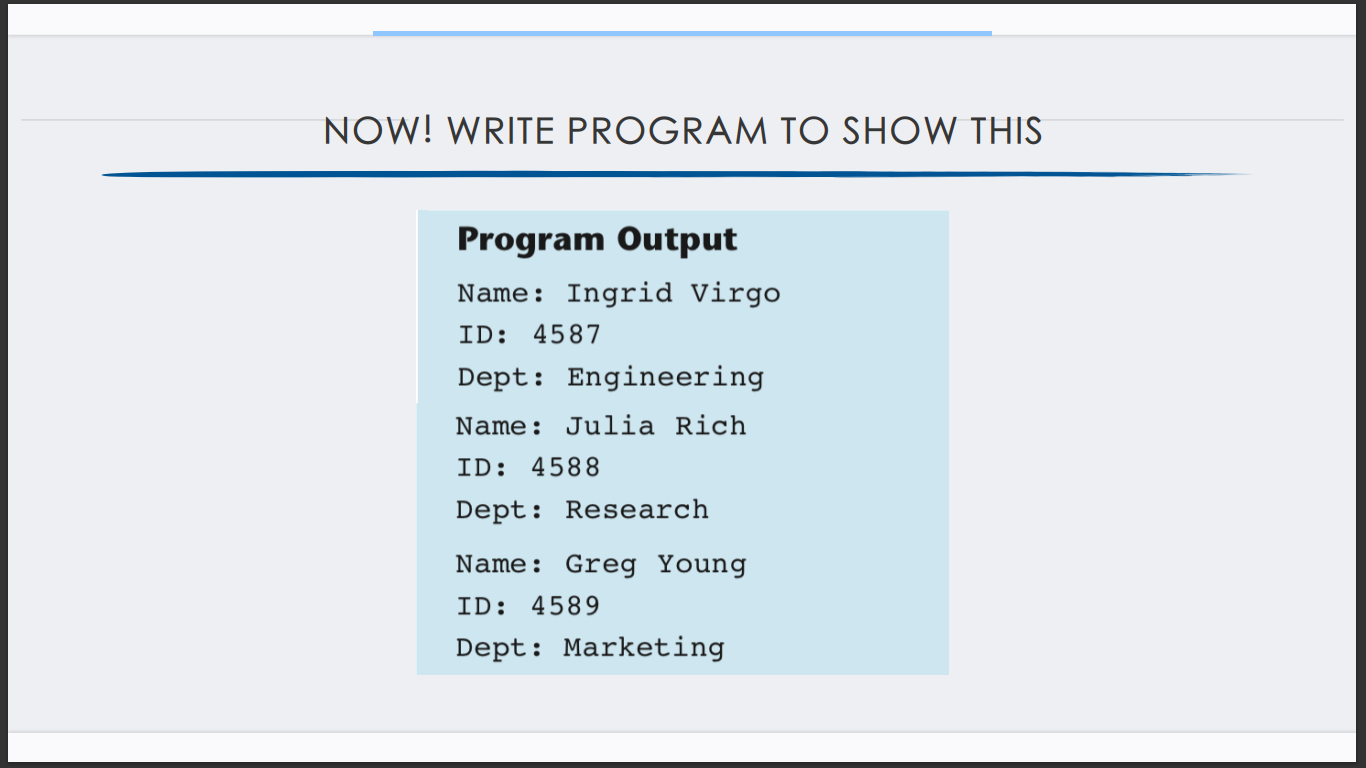 NOW! WRITE PROGRAM TO SHOW THIS
Program Output
Name: Ingrid Virgo
ID: 4587
Dept: Engineering
Name: Julia Rich
ID: 4588
Dept: Research
Name: Greg Young
ID: 4589
Dept: Marketing